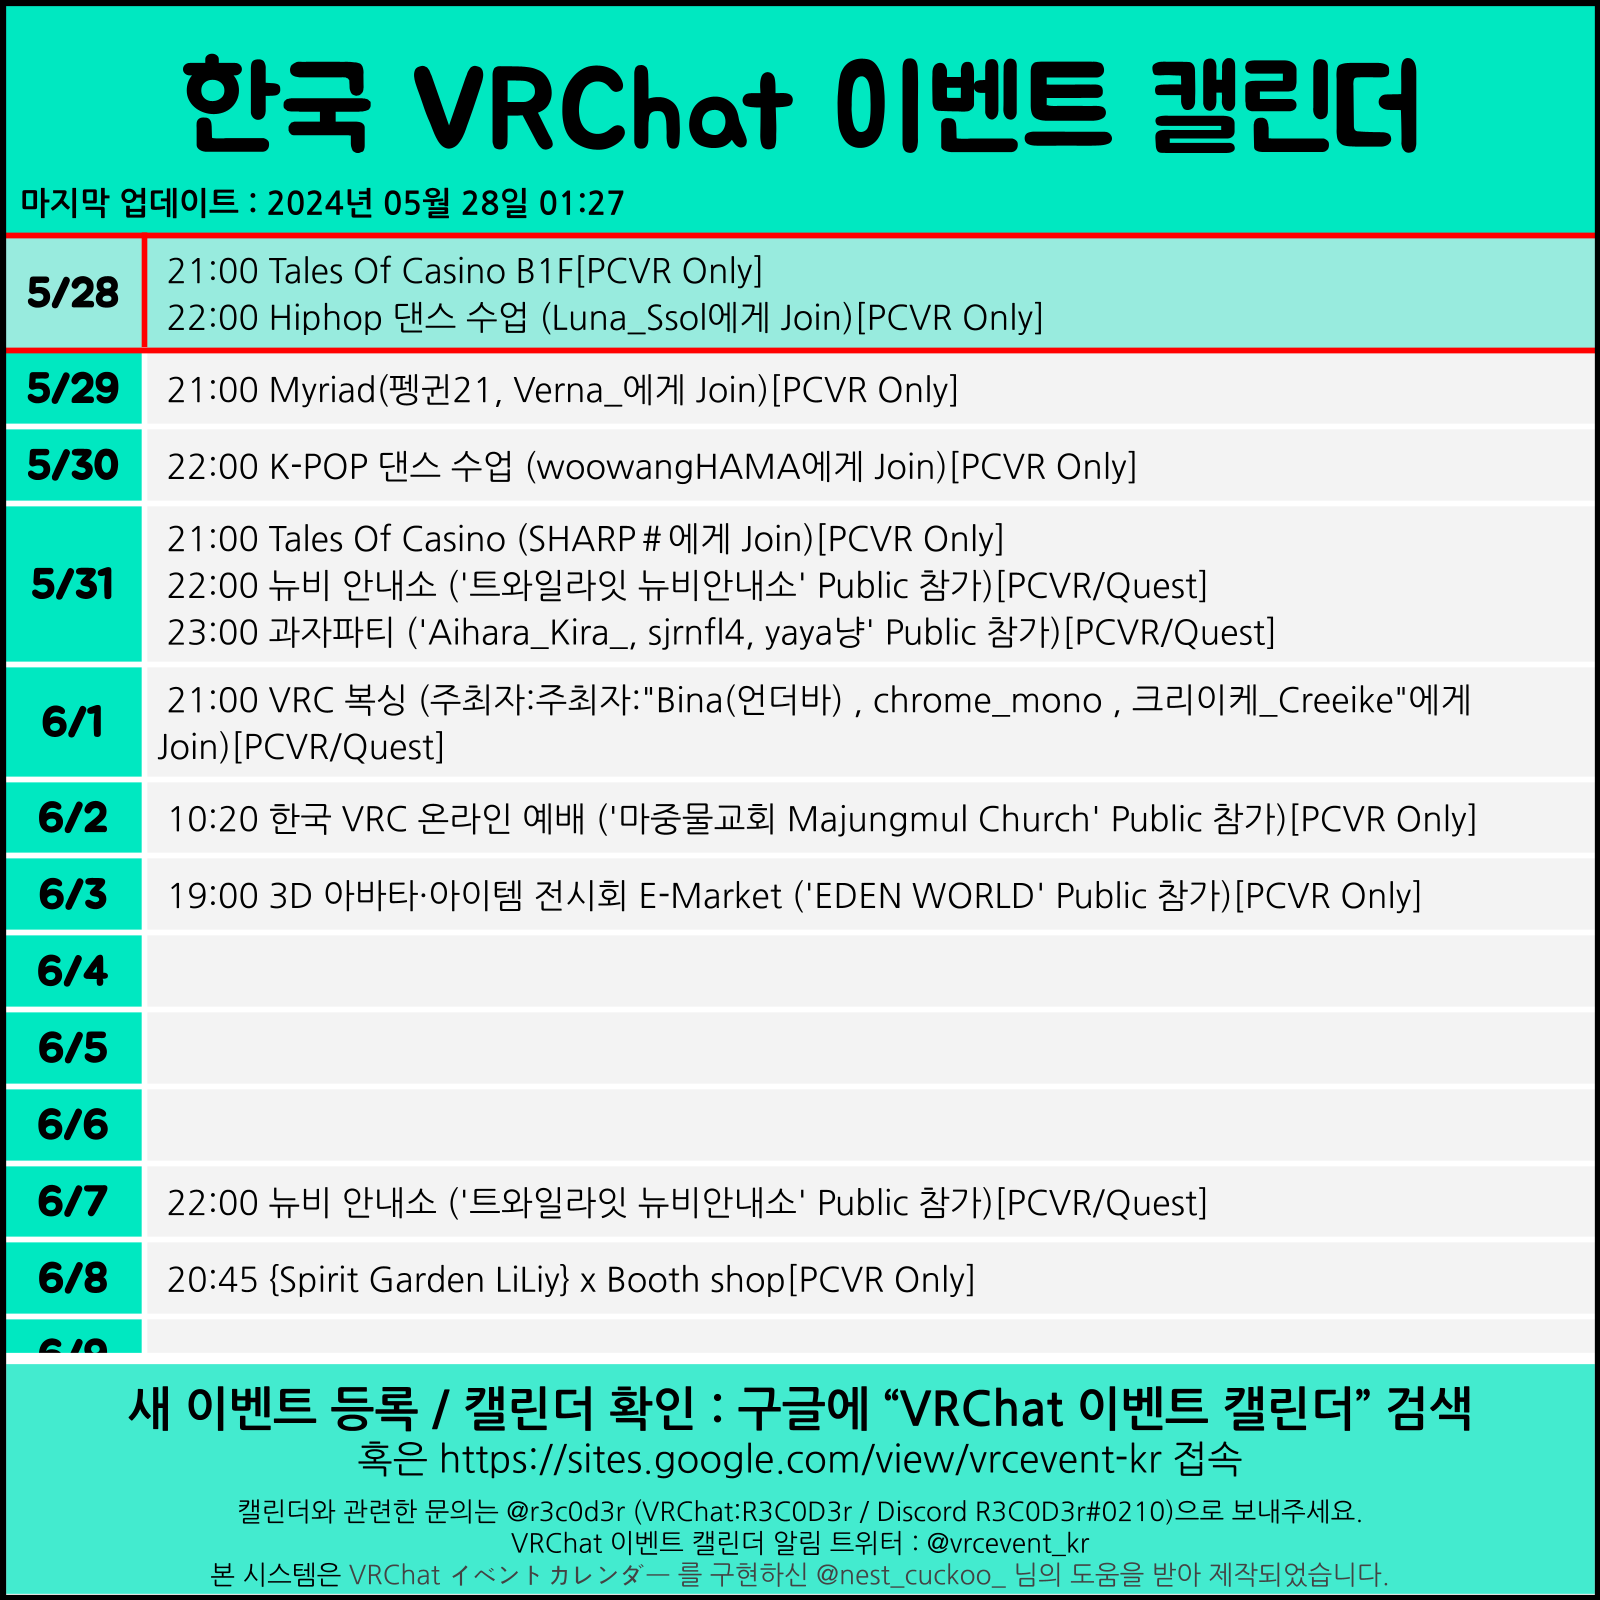 한국 VRChat 이벤트 캘린더
마지막 업데이트 : 2024년 05월 28일 01:27
5/28
21:00 Tales Of Casino B1F[PCVR Only]
22:00 Hiphop 댄스 수업 (Luna_Ssol에게 Join)[PCVR Only]
5/29
21:00 Myriad(펭귄21, Verna_에게 Join)[PCVR Only]
5/30
22:00 K-POP 댄스 수업 (woowangHAMA에게 Join)[PCVR Only]
5/31
21:00 Tales Of Casino (SHARP＃에게 Join)[PCVR Only]
22:00 뉴비 안내소 ('트와일라잇 뉴비안내소' Public 참가)[PCVR/Quest]
23:00 과자파티 ('Aihara_Kira_, sjrnfl4, yaya냥' Public 참가)[PCVR/Quest]
6/1
21:00 VRC 복싱 (주최자:주최자:"Bina(언더바) , chrome_mono , 크리이케_Creeike"에게
Join)[PCVR/Quest]
6/2
10:20 한국 VRC 온라인 예배 ('마중물교회 Majungmul Church' Public 참가)[PCVR Only]
6/3
19:00 3D 아바타·아이템 전시회 E-Market ('EDEN WORLD' Public 참가)[PCVR Only]
6/4
6/5
6/6
6/7
22:00 뉴비 안내소 ('트와일라잇 뉴비안내소' Public 참가)[PCVR/Quest]
6/8
20:45 {Spirit Garden LiLiy} x Booth shop[PCVR Only]
6/9
새 이벤트 등록 / 캘린더 확인 : 구글에 “VRChat 이벤트 캘린더” 검색
혹은 https://sites.google.com/view/vrcevent-kr 접속
캘린더와 관련한 문의는 @r3c0d3r (VRChat:R3C0D3r / Discord R3C0D3r#0210)으로 보내주세요.
VRChat 이벤트 캘린더 알림 트위터 : @vrcevent_kr
본 시스템은 VRChat イベントカレンダー 를 구현하신 @nest_cuckoo_ 님의 도움을 받아 제작되었습니다.